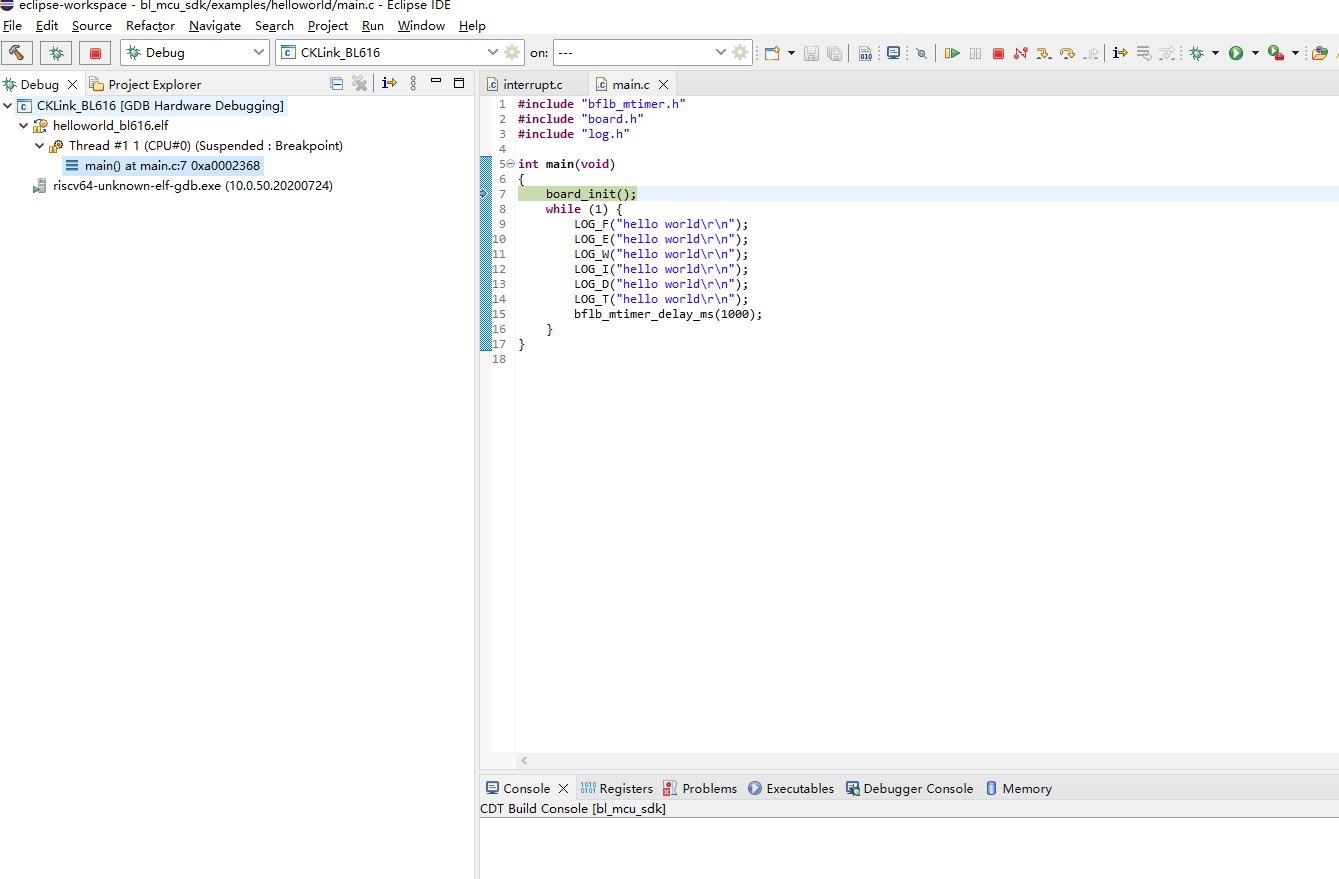 eclipse-workspace - bl_mcu_sdk/examples/helloworld/main.c - Eclipse IDE
File Edit Source Refactor Navigate Search Project Run Window Help
Debug CKLink_BL616 on: ---
Debug Project Explorer
CKLink_BL616 [GDB Hardware Debugging]
helloworld_bl616.elf
Thread #1 1 (CPU#0) (Suspended : Breakpoint)
main() at main.c:7 0xa0002368
riscv64-unknown-elf-gdb.exe (10.0.50.20200724)
interrupt.c main.c
1 #include "bflb_mtimer.h"
2 #include "board.h"
3 #include "log.h"
4
5 int main(void)
6 {
7 board_init();
8 while (1) {
9 LOG_F("hello world\r\n");
10 LOG_E("hello world\r\n");
11 LOG_W("hello world\r\n");
12 LOG_I("hello world\r\n");
13 LOG_D("hello world\r\n");
14 LOG_T("hello world\r\n");
15 bflb_mtimer_delay_ms(1000);
16 }
17 }
18
Console Registers Problems Executables Debugger Console Memory
CDT Build Console [bl_mcu_sdk]